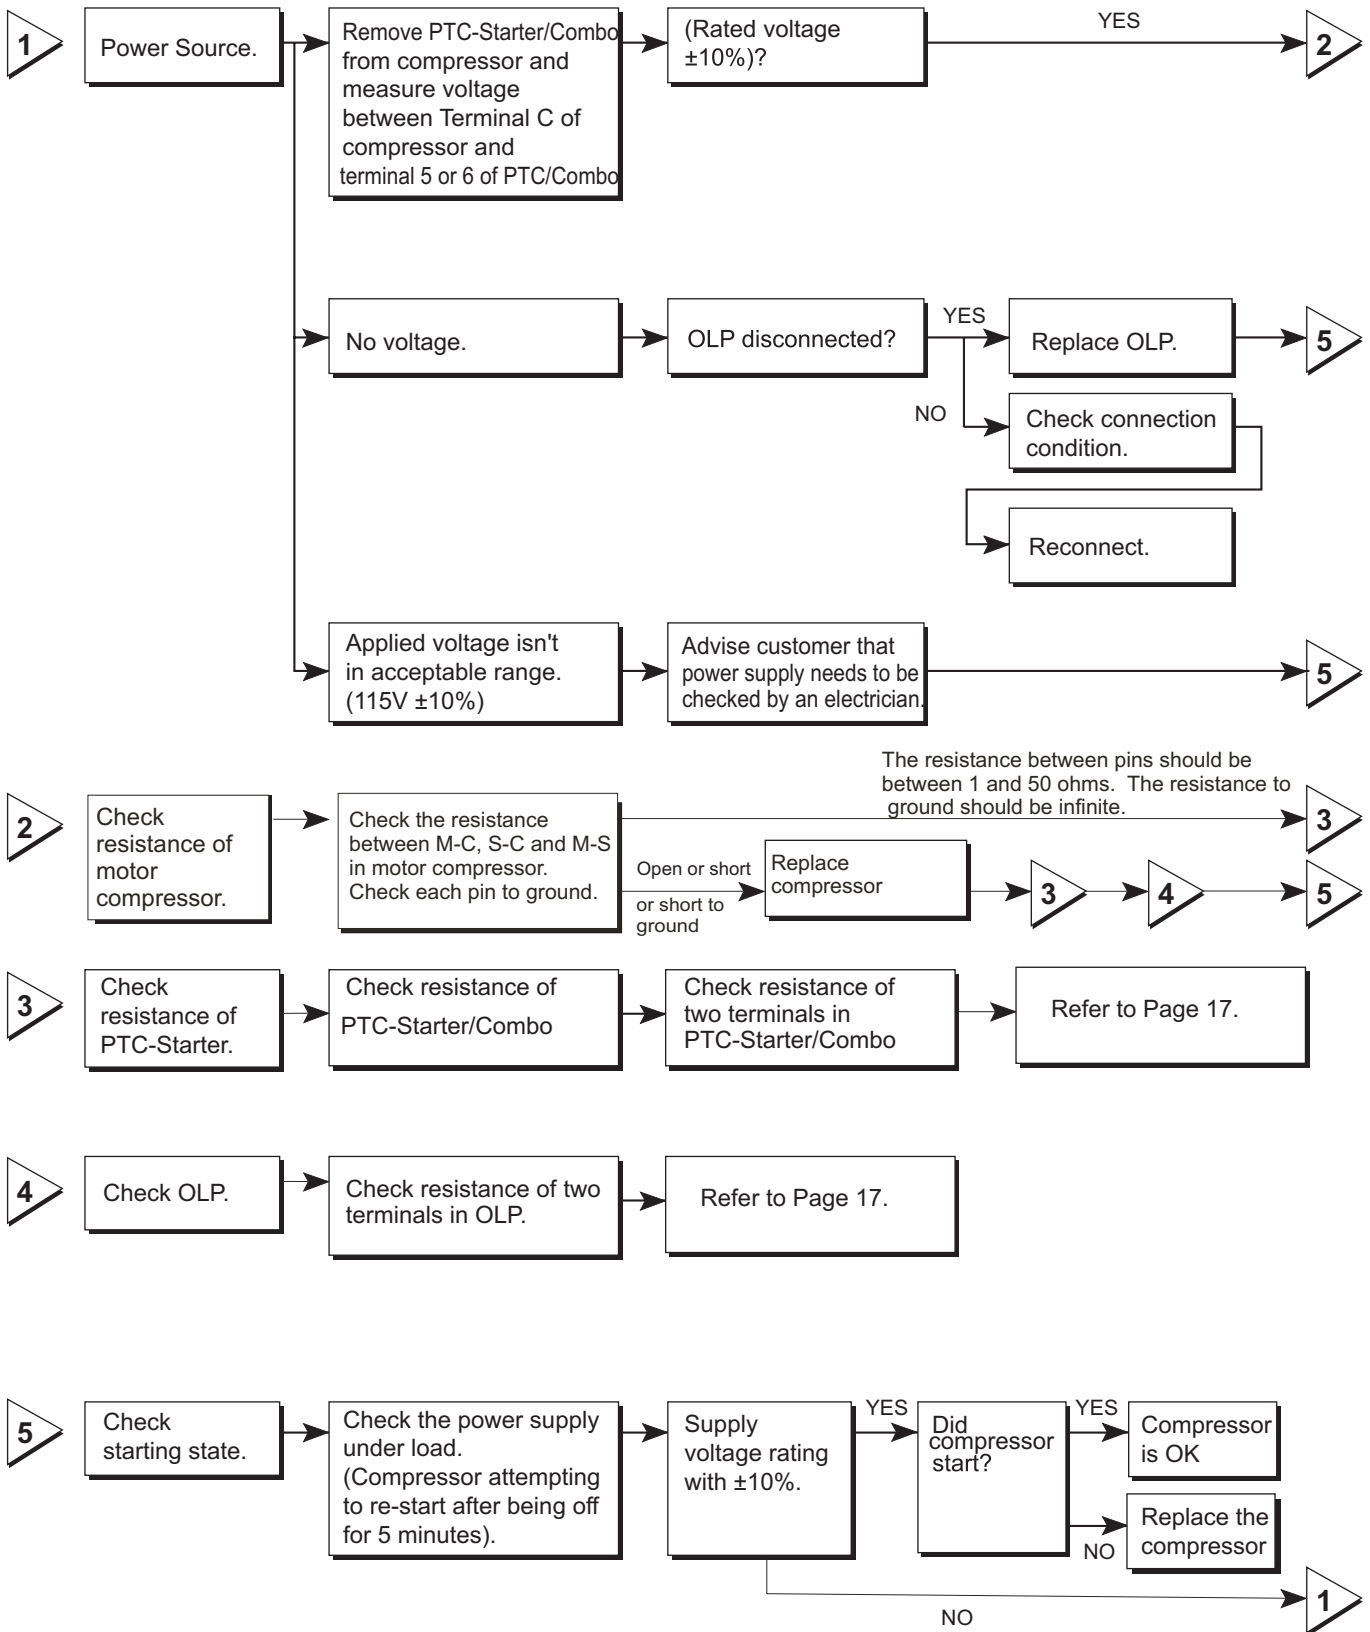 1
Power Source.
Remove PTC-Starter/Combo
from compressor and
measure voltage
between Terminal C of
compressor and
terminal 5 or 6 of PTC/Combo
(Rated voltage
±10%)?
YES
2
No voltage.
OLP disconnected?
YES
Replace OLP.
5
NO
Check connection
condition.
Reconnect.
Applied voltage isn't
in acceptable range.
(115V ±10%)
Advise customer that
power supply needs to be
checked by an electrician.
5
2
Check
resistance of
motor
compressor.
Check the resistance
between M-C, S-C and M-S
in motor compressor.
Check each pin to ground.
The resistance between pins should be
between 1 and 50 ohms. The resistance to
ground should be infinite.
3
Open or short
or short to
ground
Replace
compressor
3
4
5
3
Check
resistance of
PTC-Starter.
Check resistance of
PTC-Starter/Combo
Check resistance of
two terminals in
PTC-Starter/Combo
Refer to Page 17.
4
Check OLP.
Check resistance of two
terminals in OLP.
Refer to Page 17.
5
Check
starting state.
Check the power supply
under load.
(Compressor attempting
to re-start after being off
for 5 minutes).
Supply
voltage rating
with ±10%.
YES
Did
compressor
start?
YES
Compressor
is OK
NO
Replace the
compressor
NO
1